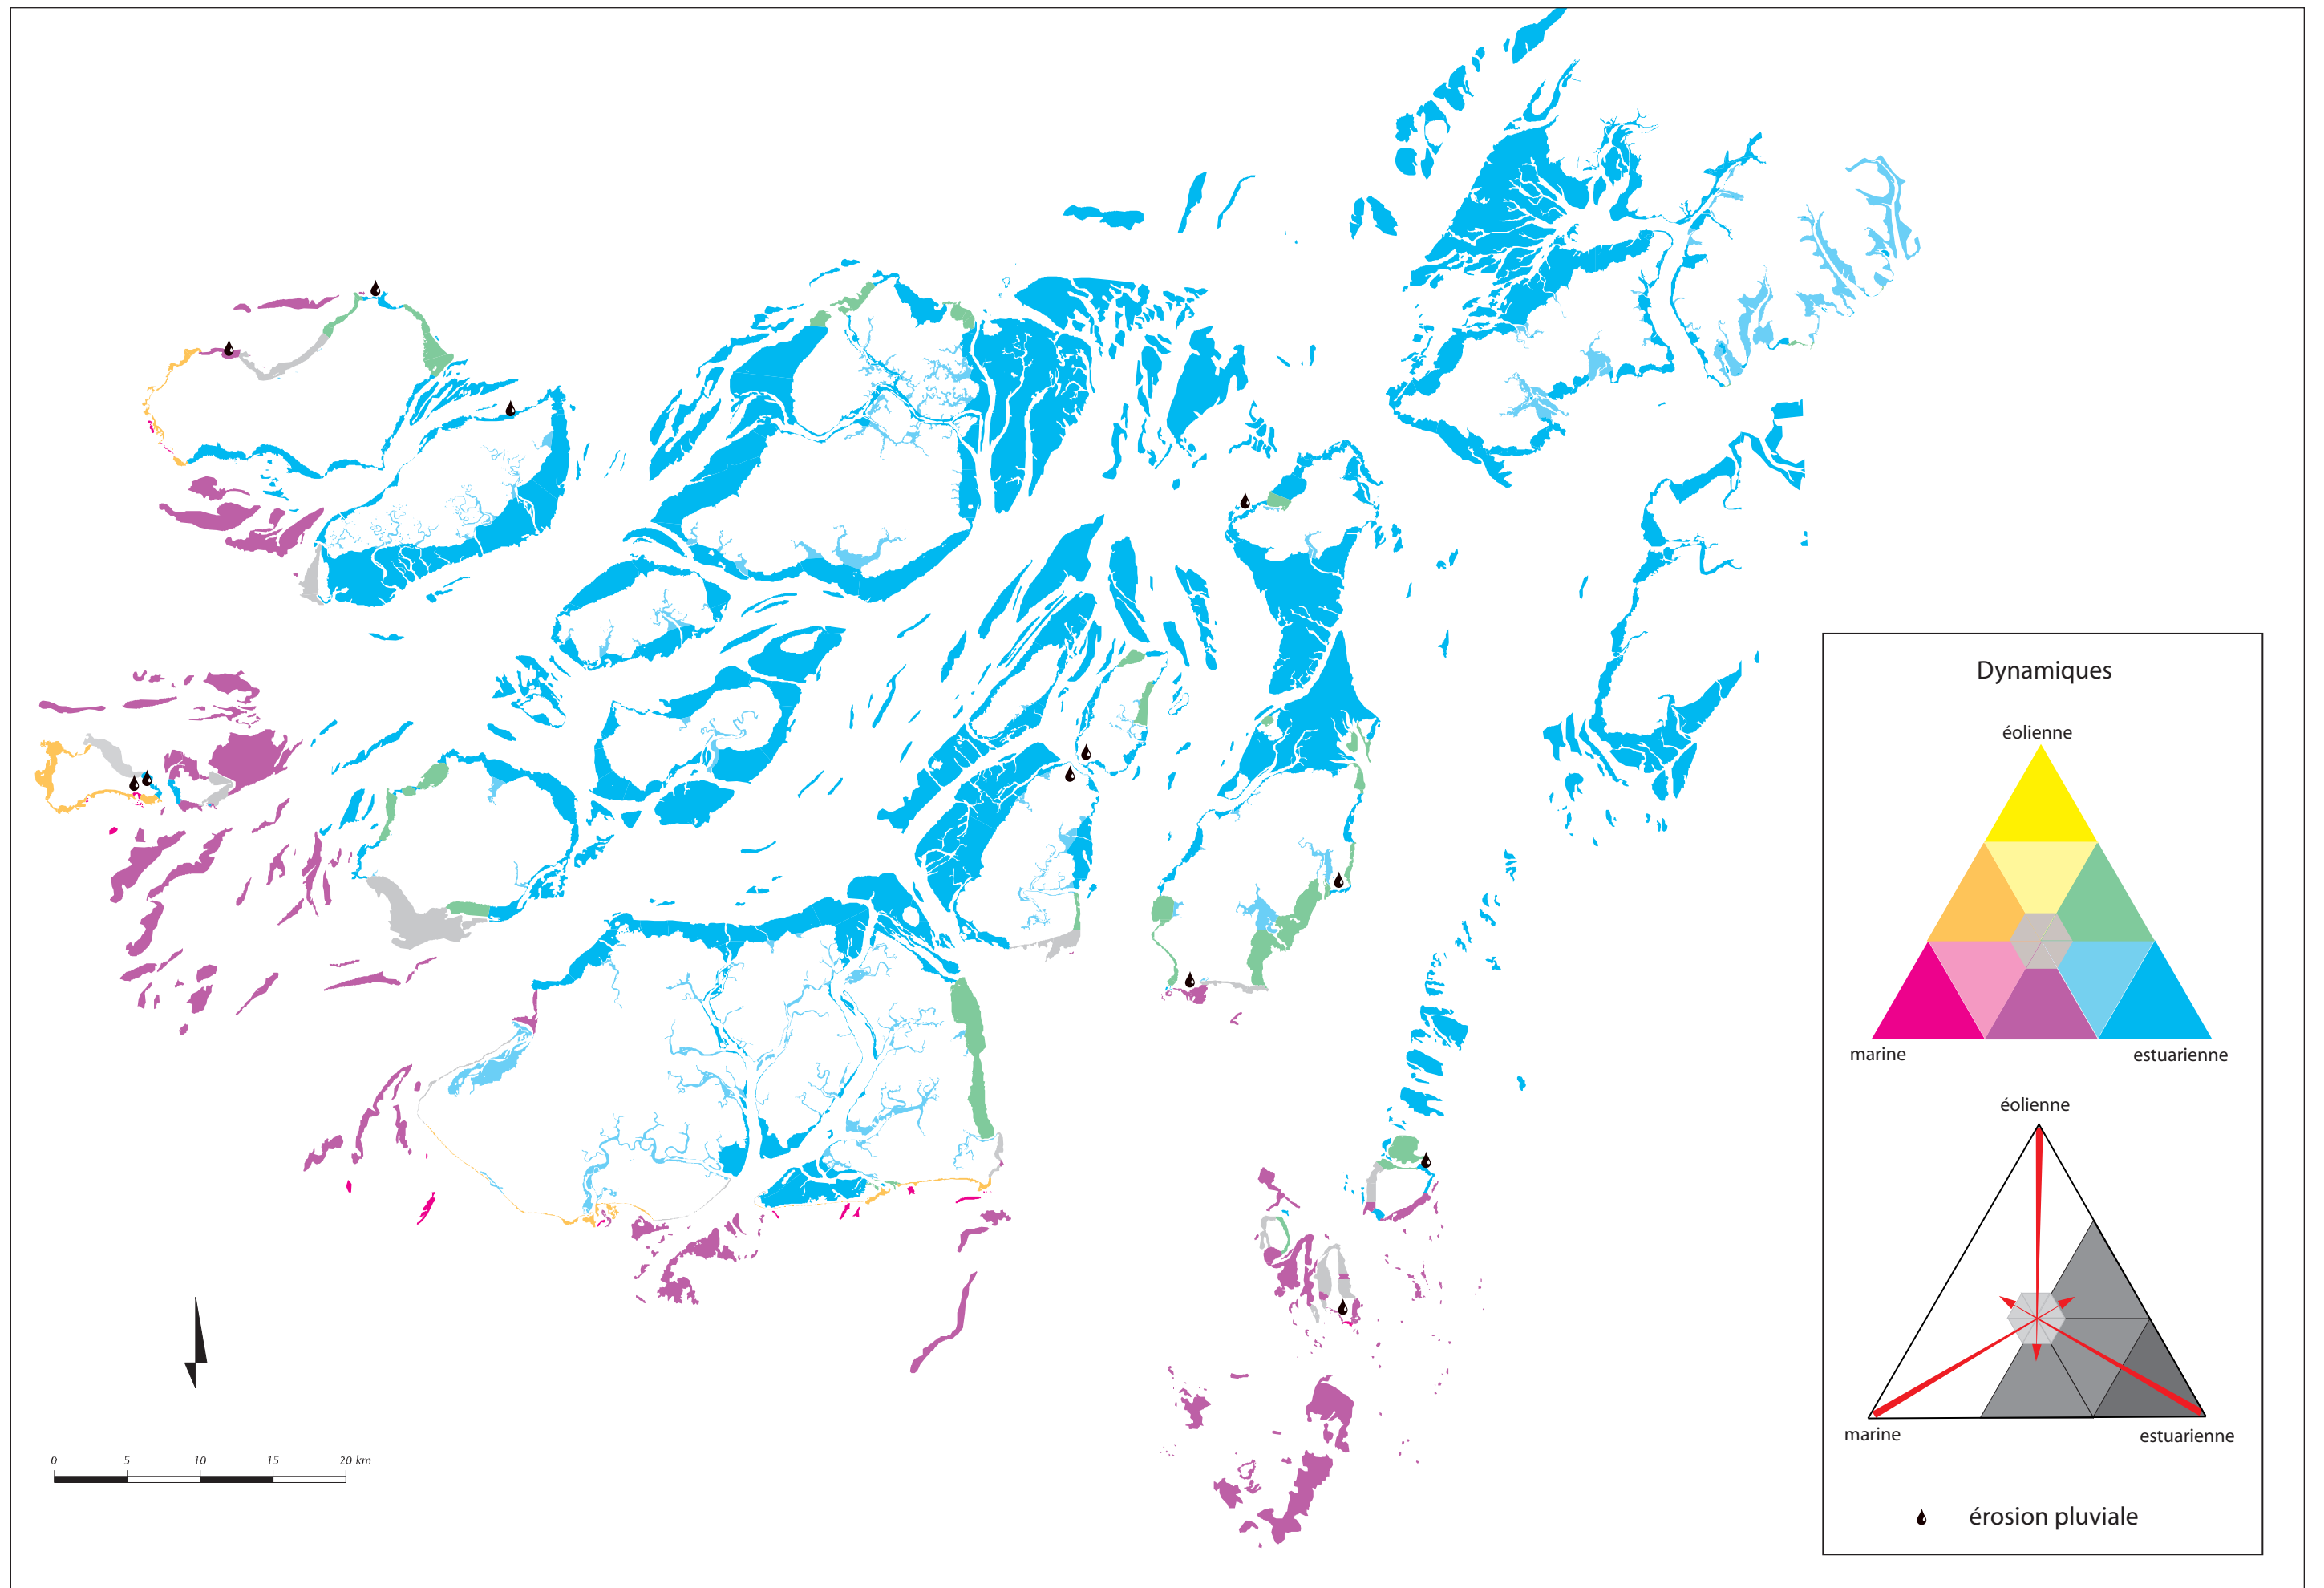 Dynamiques
éolienne
marine
estuarienne
éolienne
marine
estuarienne
érosion pluviale
0 5 10 15 20 km